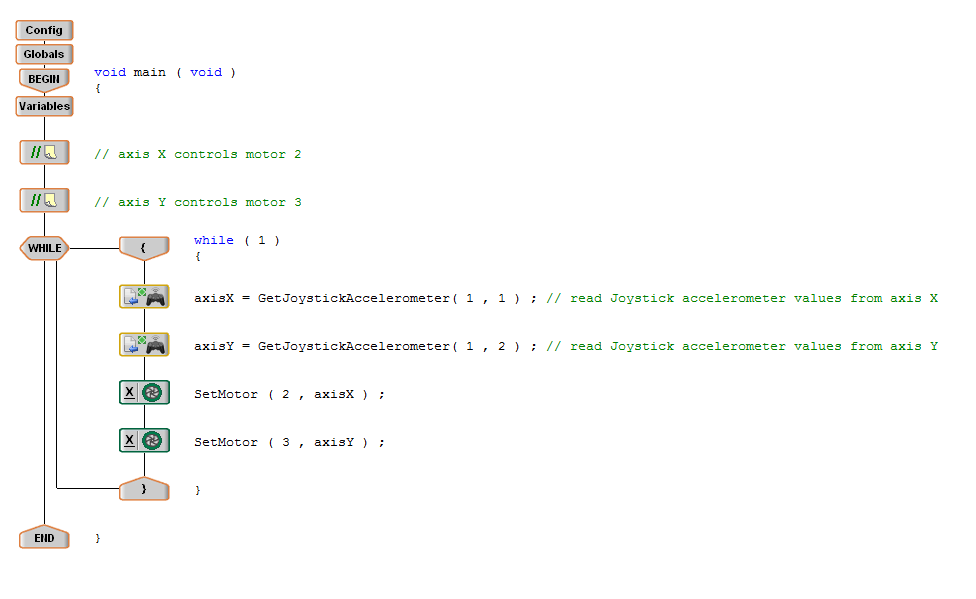 Config
Globals
BEGIN
void main ( void )
{
Variables
// // axis X controls motor 2
// // axis Y controls motor 3
WHILE
{
while ( 1 )
{
axisX = GetJoystickAccelerometer( 1 , 1 ) ; // read Joystick accelerometer values from axis X
axisY = GetJoystickAccelerometer( 1 , 2 ) ; // read Joystick accelerometer values from axis Y
X SetMotor ( 2 , axisX ) ;
X SetMotor ( 3 , axisY ) ;
} }
END }